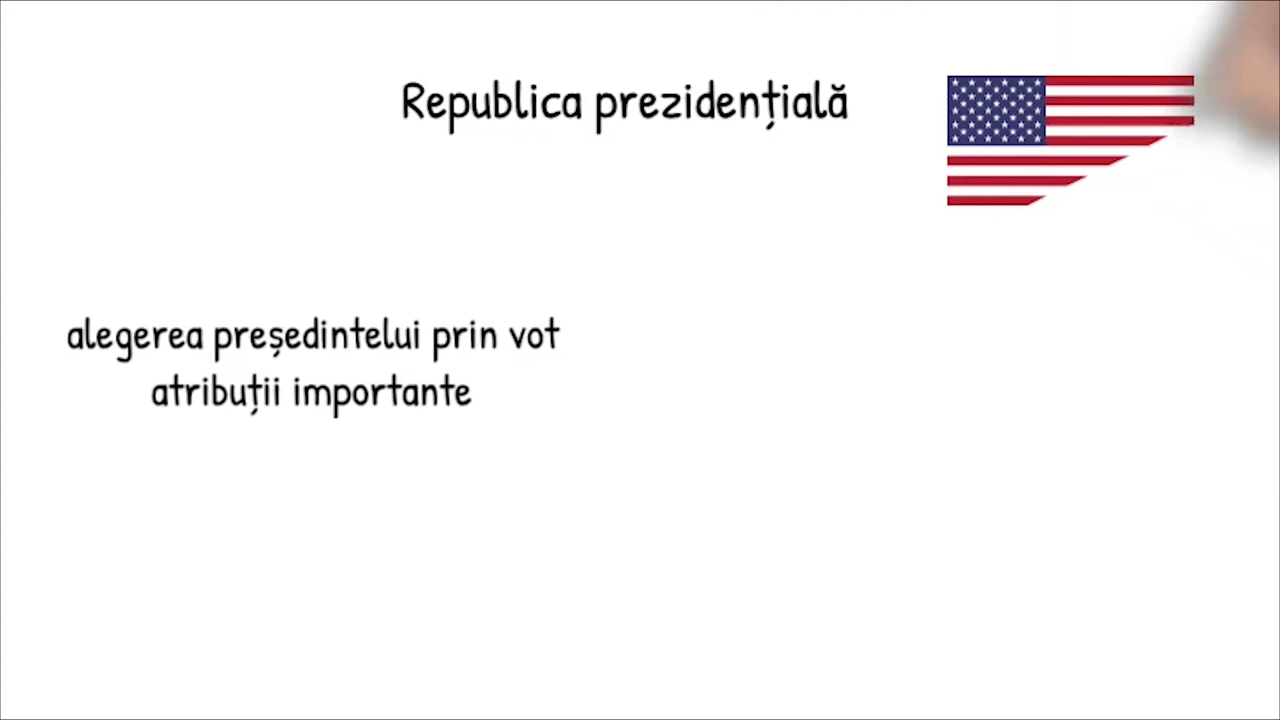 Republica prezidențială
alegerea președintelui prin vot
atribuții importante